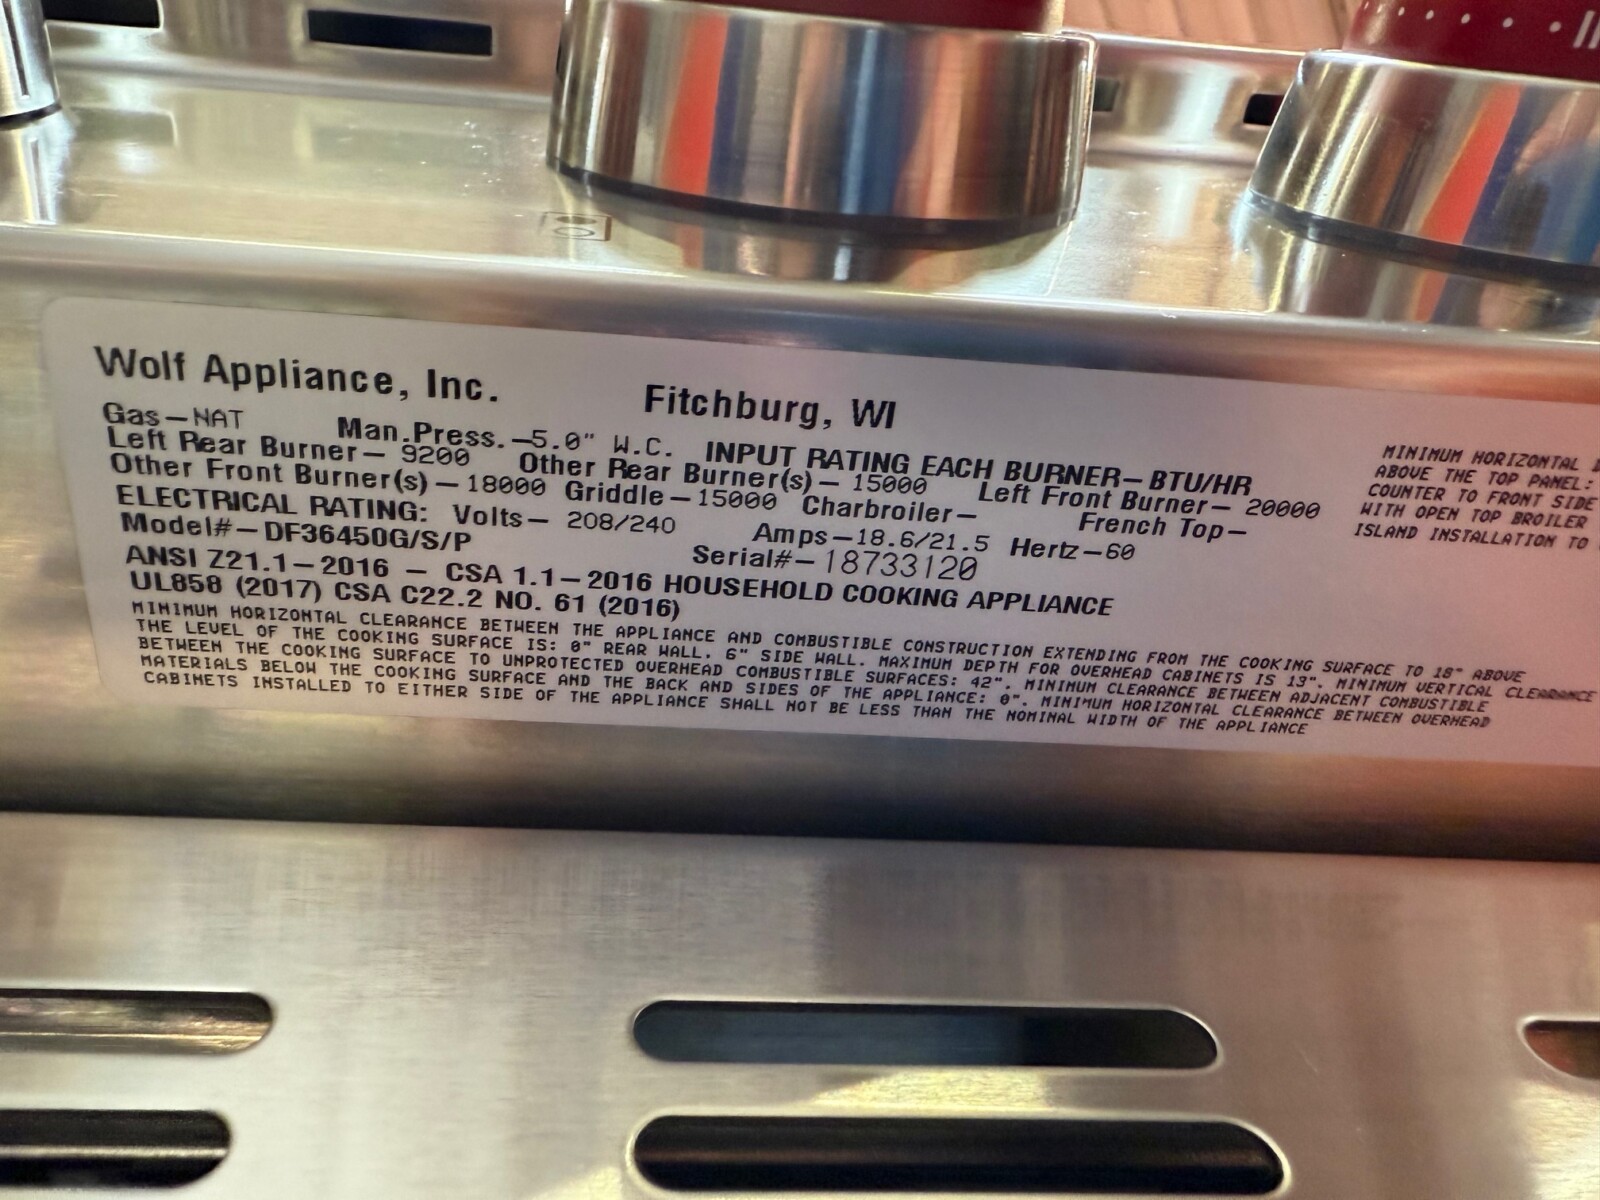 Wolf Appliance, Inc. Fitchburg, WI
Gas—NAT Man.Press.—5.0" W.C. INPUT RATING EACH BURNER—BTU/HR
Left Rear Burner— 9200 Other Rear Burner(s)— 15000 Left Front Burner— 20000
Other Front Burner(s)—18000 Griddle—15000 Charbroiler— French Top—
ELECTRICAL RATING: Volts— 208/240 Amps—18.6/21.5 Hertz—60
Model#—DF36450G/S/P Serial#—18733120
ANSI Z21.1—2016 — CSA 1.1—2016 HOUSEHOLD COOKING APPLIANCE
UL858 (2017) CSA C22.2 NO. 61 (2016)
MINIMUM HORIZONTAL CLEARANCE BETWEEN THE APPLIANCE AND COMBUSTIBLE CONSTRUCTION EXTENDING FROM THE COOKING SURFACE TO 18" ABOVE
THE LEVEL OF THE COOKING SURFACE IS: 0" REAR WALL. 6" SIDE WALL. MAXIMUM DEPTH FOR OVERHEAD CABINETS IS 13". MINIMUM VERTICAL CLEARANCE
BETWEEN THE COOKING SURFACE TO UNPROTECTED OVERHEAD COMBUSTIBLE SURFACES: 42". MINIMUM CLEARANCE BETWEEN ADJACENT COMBUSTIBLE
MATERIALS BELOW THE COOKING SURFACE AND THE BACK AND SIDES OF THE APPLIANCE: 0". MINIMUM HORIZONTAL CLEARANCE BETWEEN OVERHEAD
CABINETS INSTALLED TO EITHER SIDE OF THE APPLIANCE SHALL NOT BE LESS THAN THE NOMINAL WIDTH OF THE APPLIANCE
MINIMUM HORIZONTAL
ABOVE THE TOP PANEL:
COUNTER TO FRONT SIDE
WITH OPEN TOP BROILER
ISLAND INSTALLATION TO